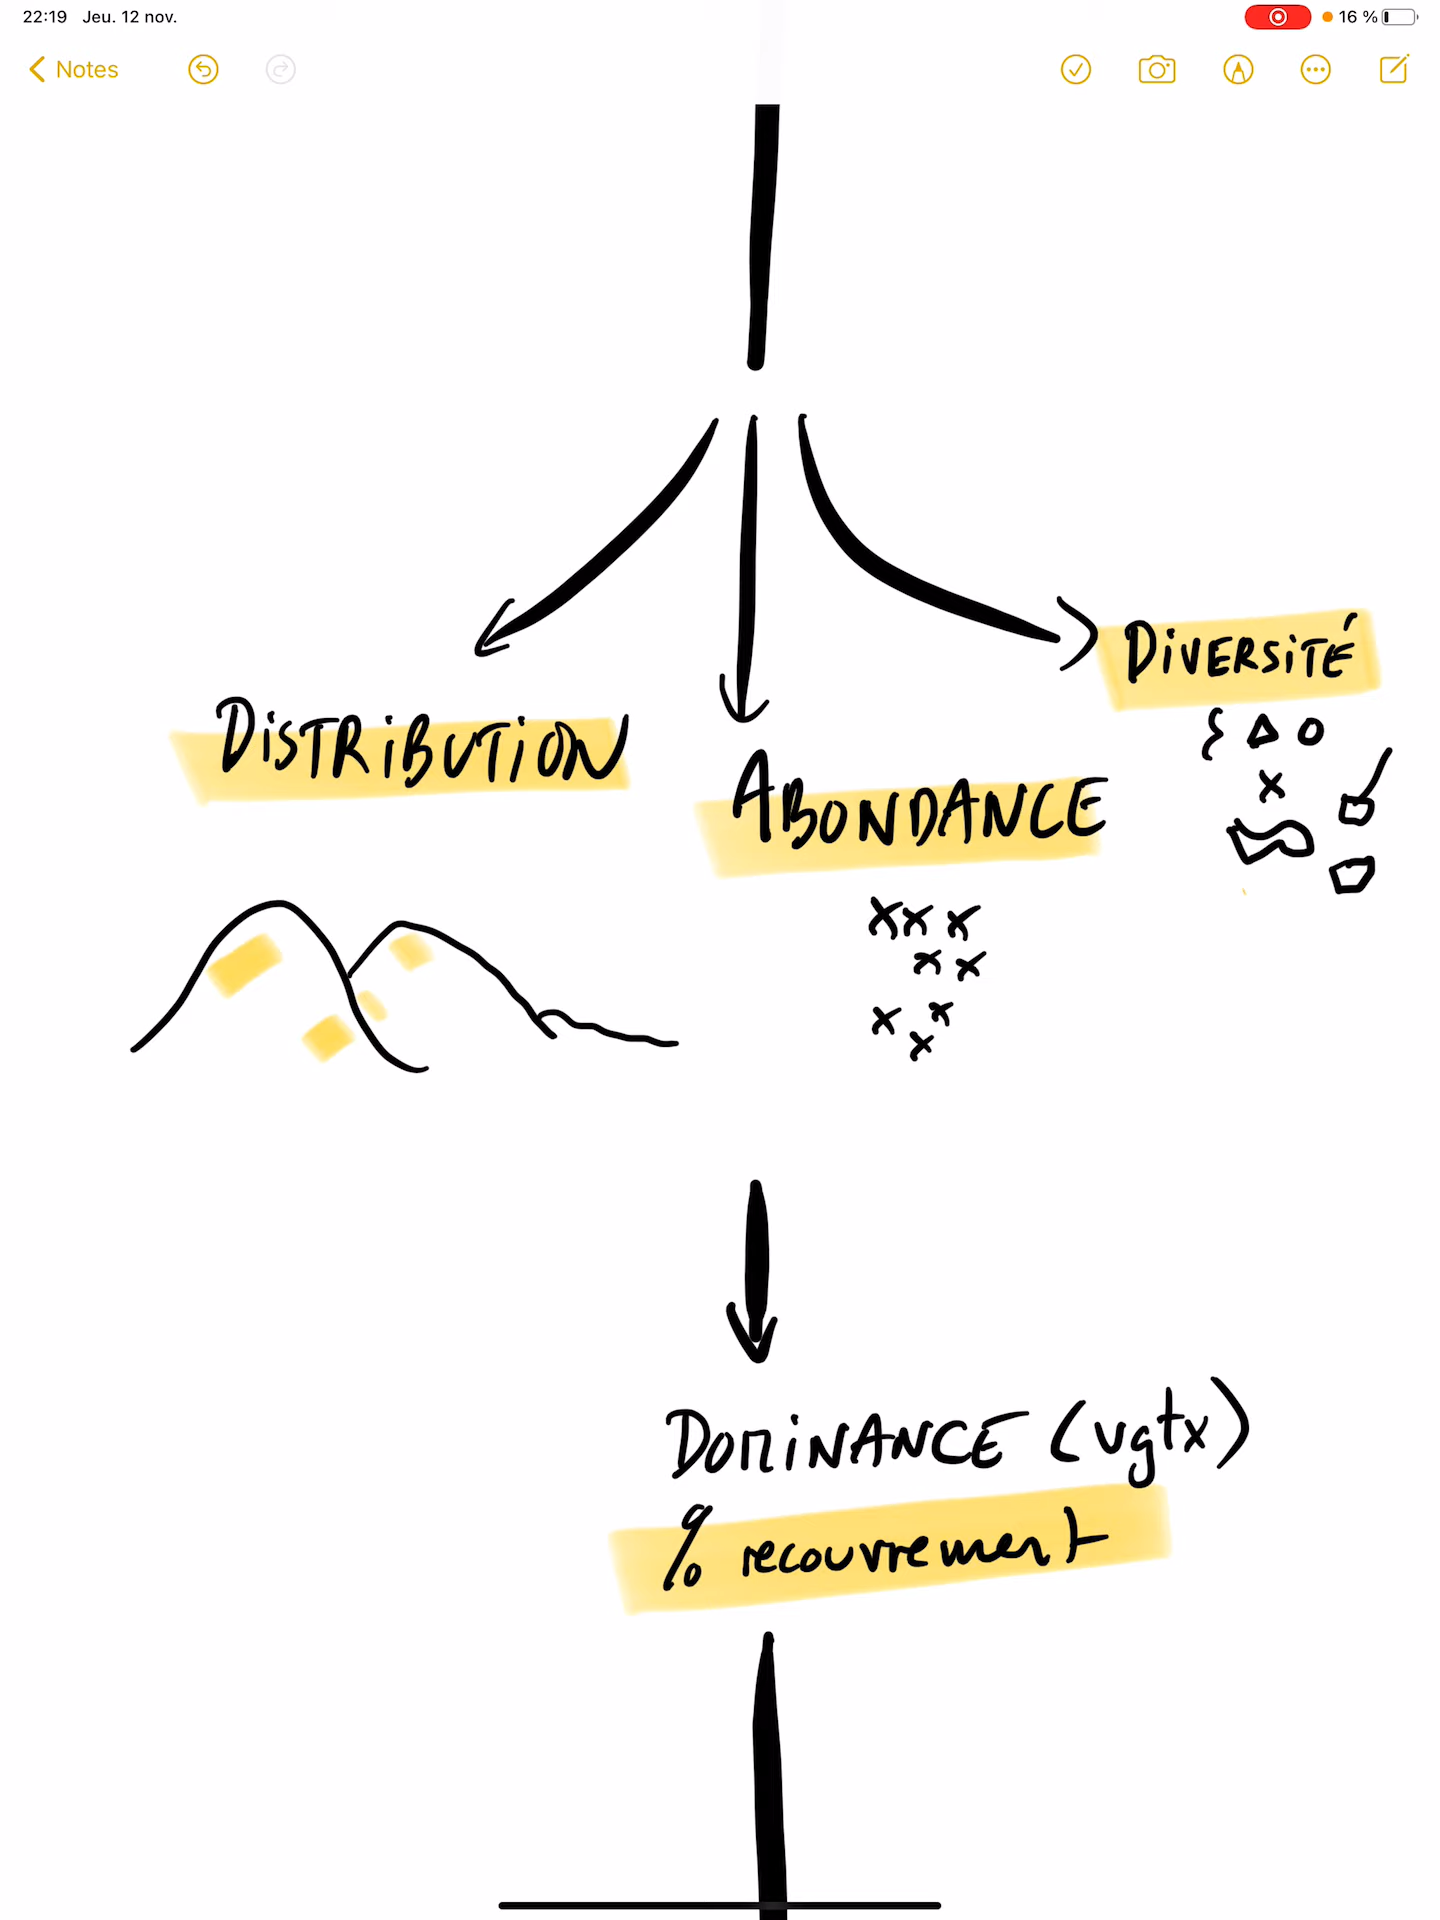 22:19 Jeu. 12 nov.
16 %
Notes
DiVERSiTÉ
DiSTRiBUTiON
ABONDANCE
DOMiNANCE (vgtx)
% recouvrement